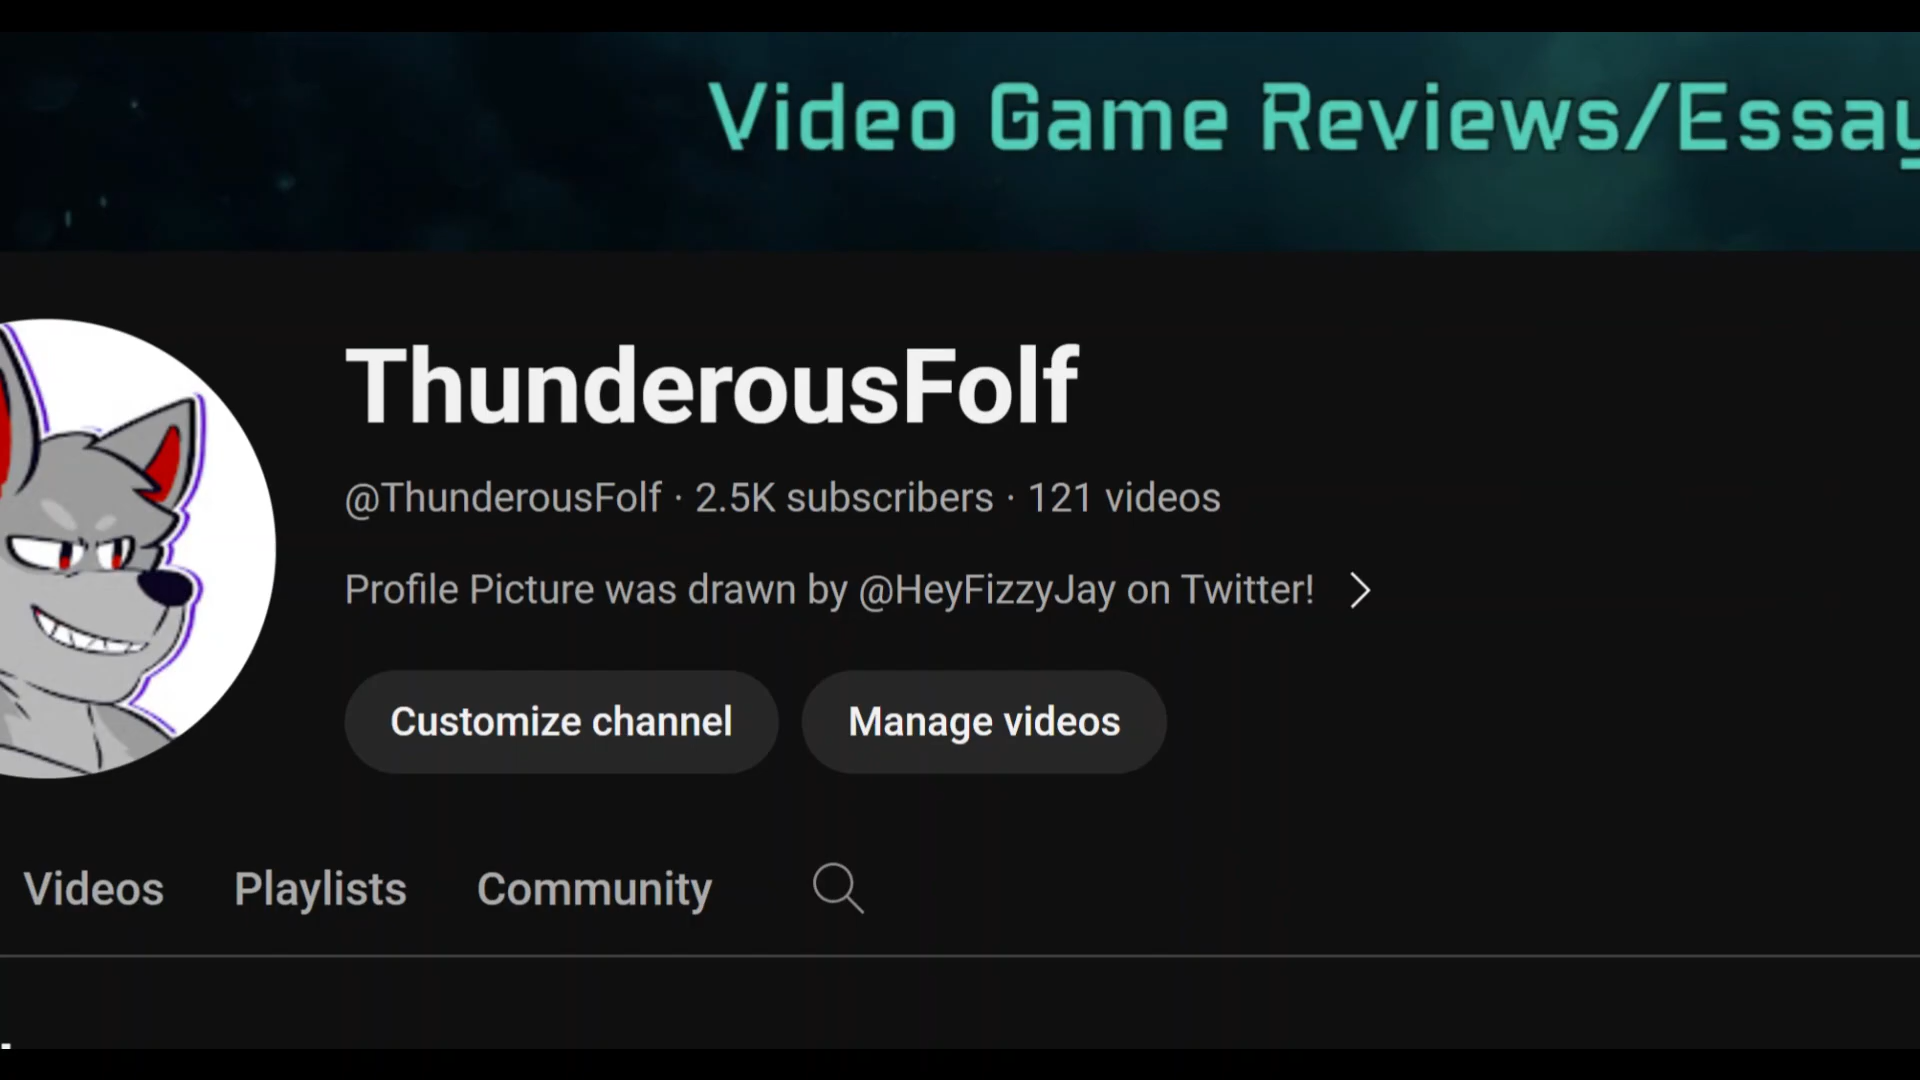 Video Game Reviews/Essay
ThunderousFolf
@ThunderousFolf · 2.5K subscribers · 121 videos
Profile Picture was drawn by @HeyFizzyJay on Twitter!
Customize channel
Manage videos
Videos
Playlists
Community